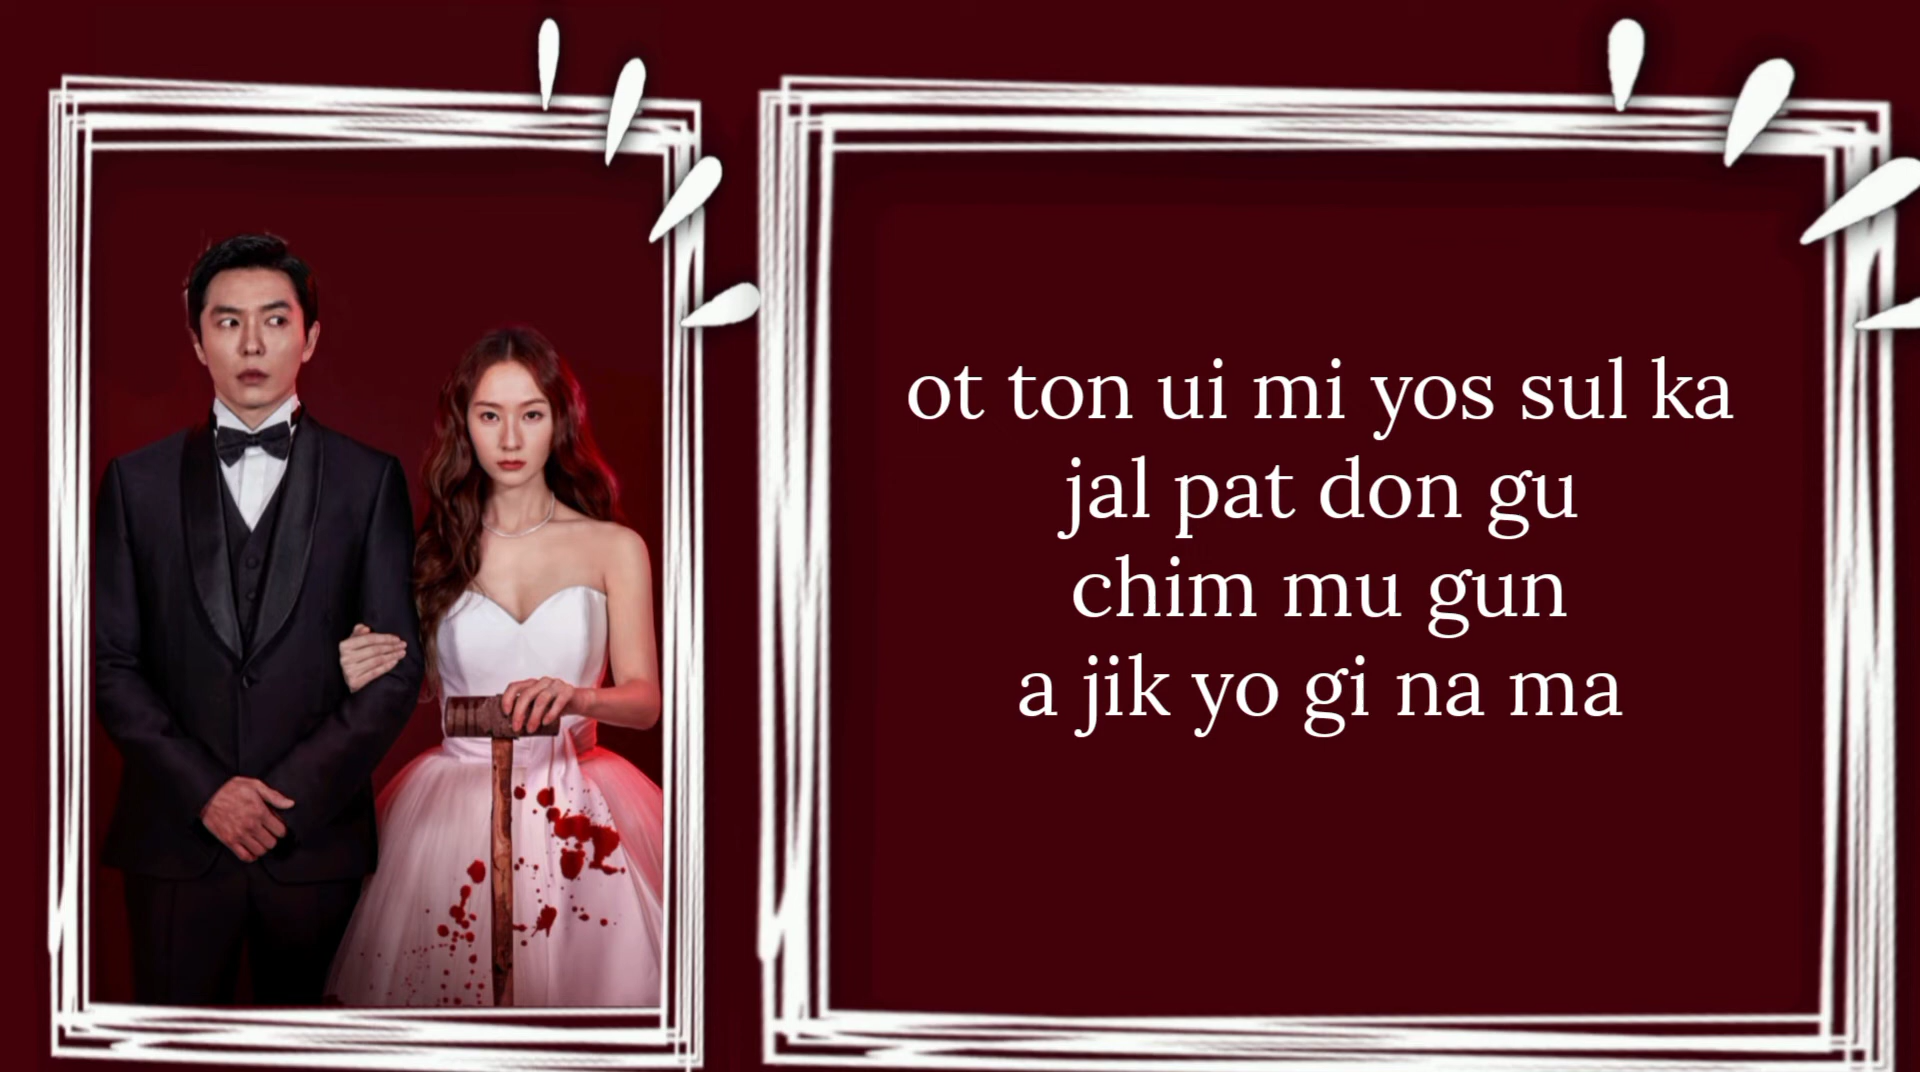 ot ton ui mi yos sul ka
jal pat don gu
chim mu gun
a jik yo gi na ma